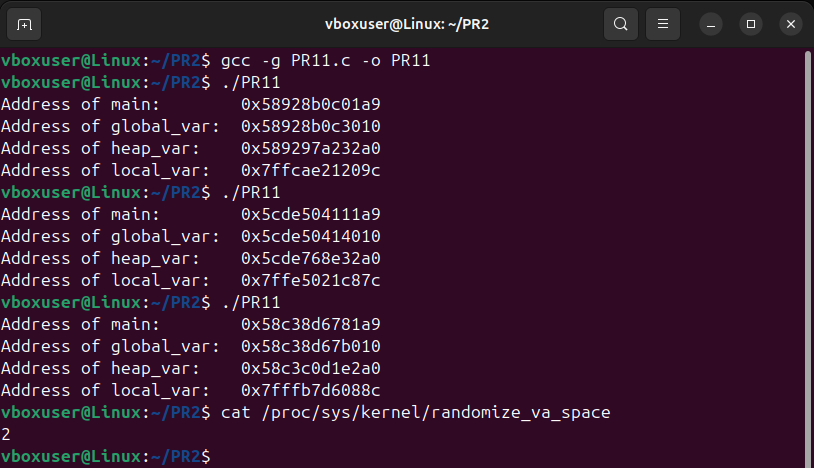 vboxuser@Linux: ~/PR2
vboxuser@Linux:~/PR2$ gcc -g PR11.c -o PR11
vboxuser@Linux:~/PR2$ ./PR11
Address of main:        0x58928b0c01a9
Address of global_var:  0x58928b0c3010
Address of heap_var:    0x589297a232a0
Address of local_var:   0x7ffcae21209c
vboxuser@Linux:~/PR2$ ./PR11
Address of main:        0x5cde504111a9
Address of global_var:  0x5cde50414010
Address of heap_var:    0x5cde768e32a0
Address of local_var:   0x7ffe5021c87c
vboxuser@Linux:~/PR2$ ./PR11
Address of main:        0x58c38d6781a9
Address of global_var:  0x58c38d67b010
Address of heap_var:    0x58c3c0d1e2a0
Address of local_var:   0x7fffb7d6088c
vboxuser@Linux:~/PR2$ cat /proc/sys/kernel/randomize_va_space
2
vboxuser@Linux:~/PR2$